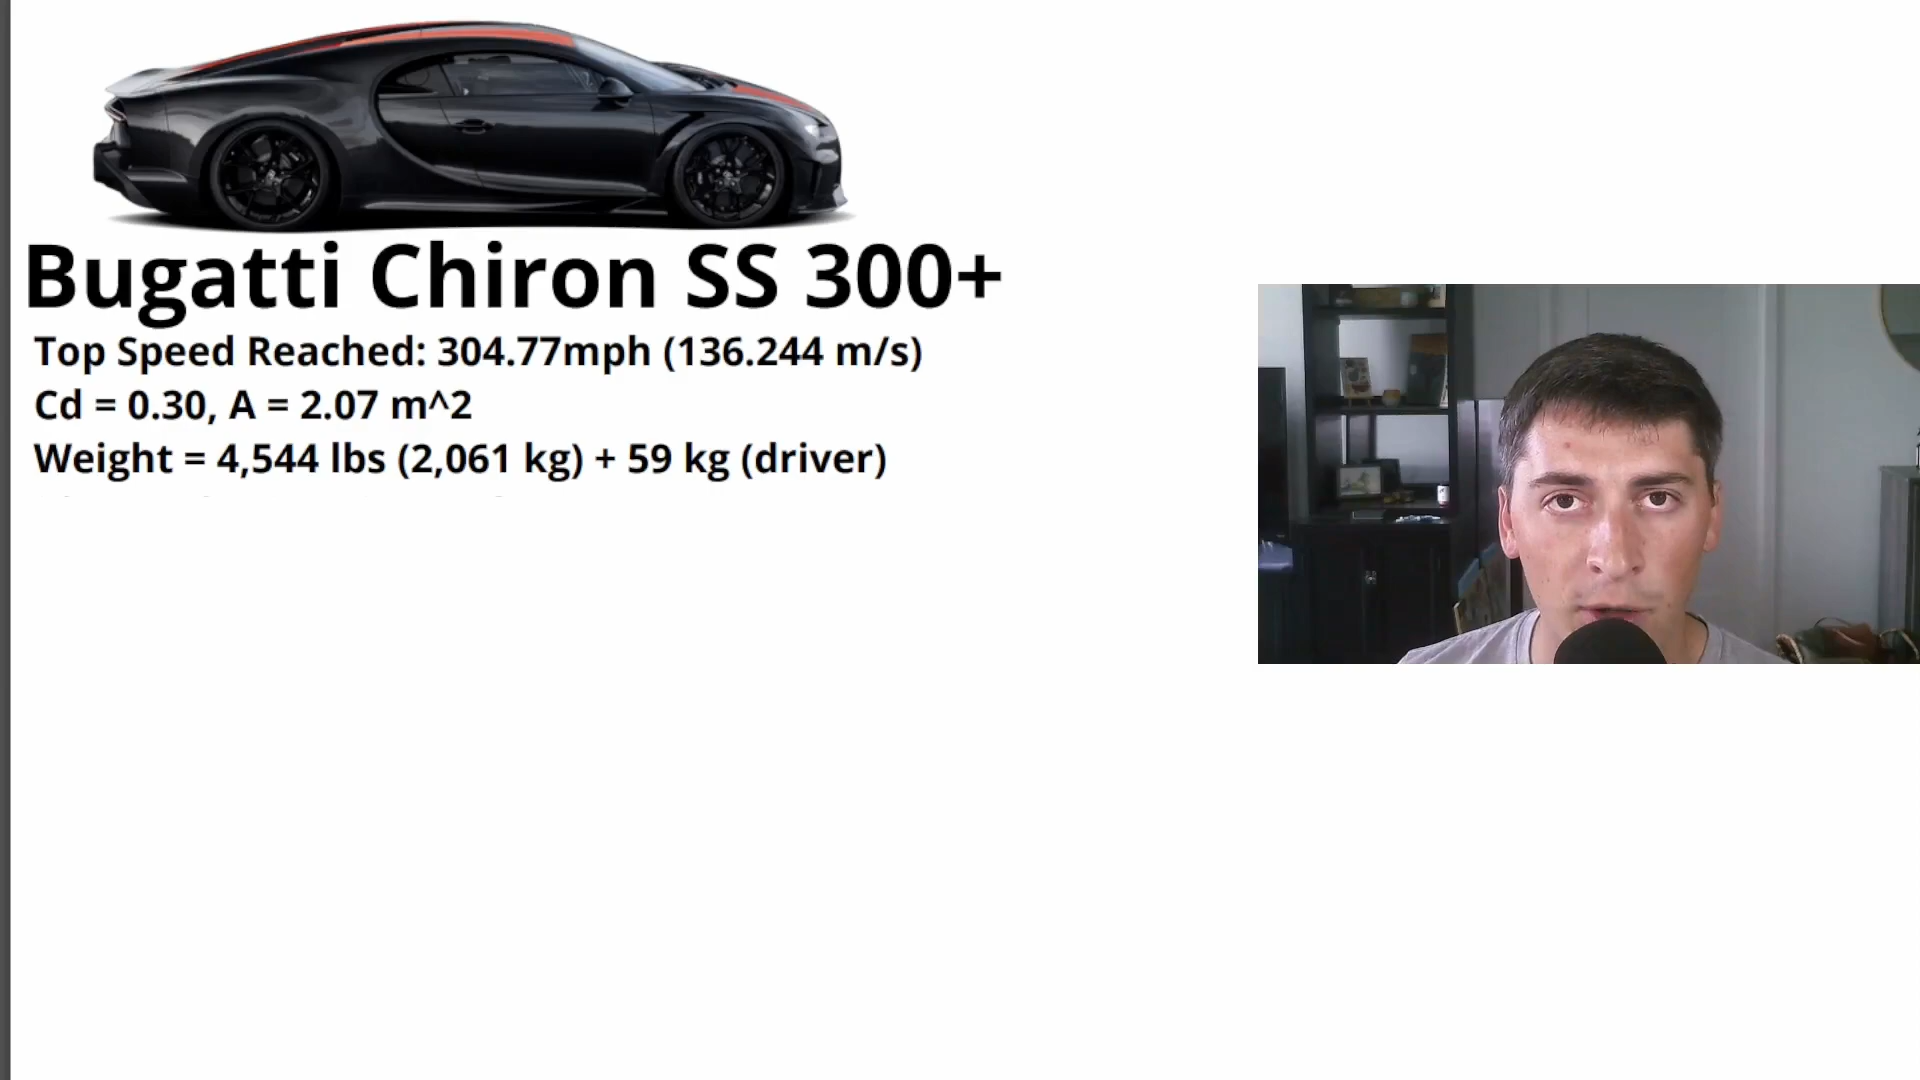 Bugatti Chiron SS 300+
Top Speed Reached: 304.77mph (136.244 m/s)
Cd = 0.30, A = 2.07 m^2
Weight = 4,544 lbs (2,061 kg) + 59 kg (driver)